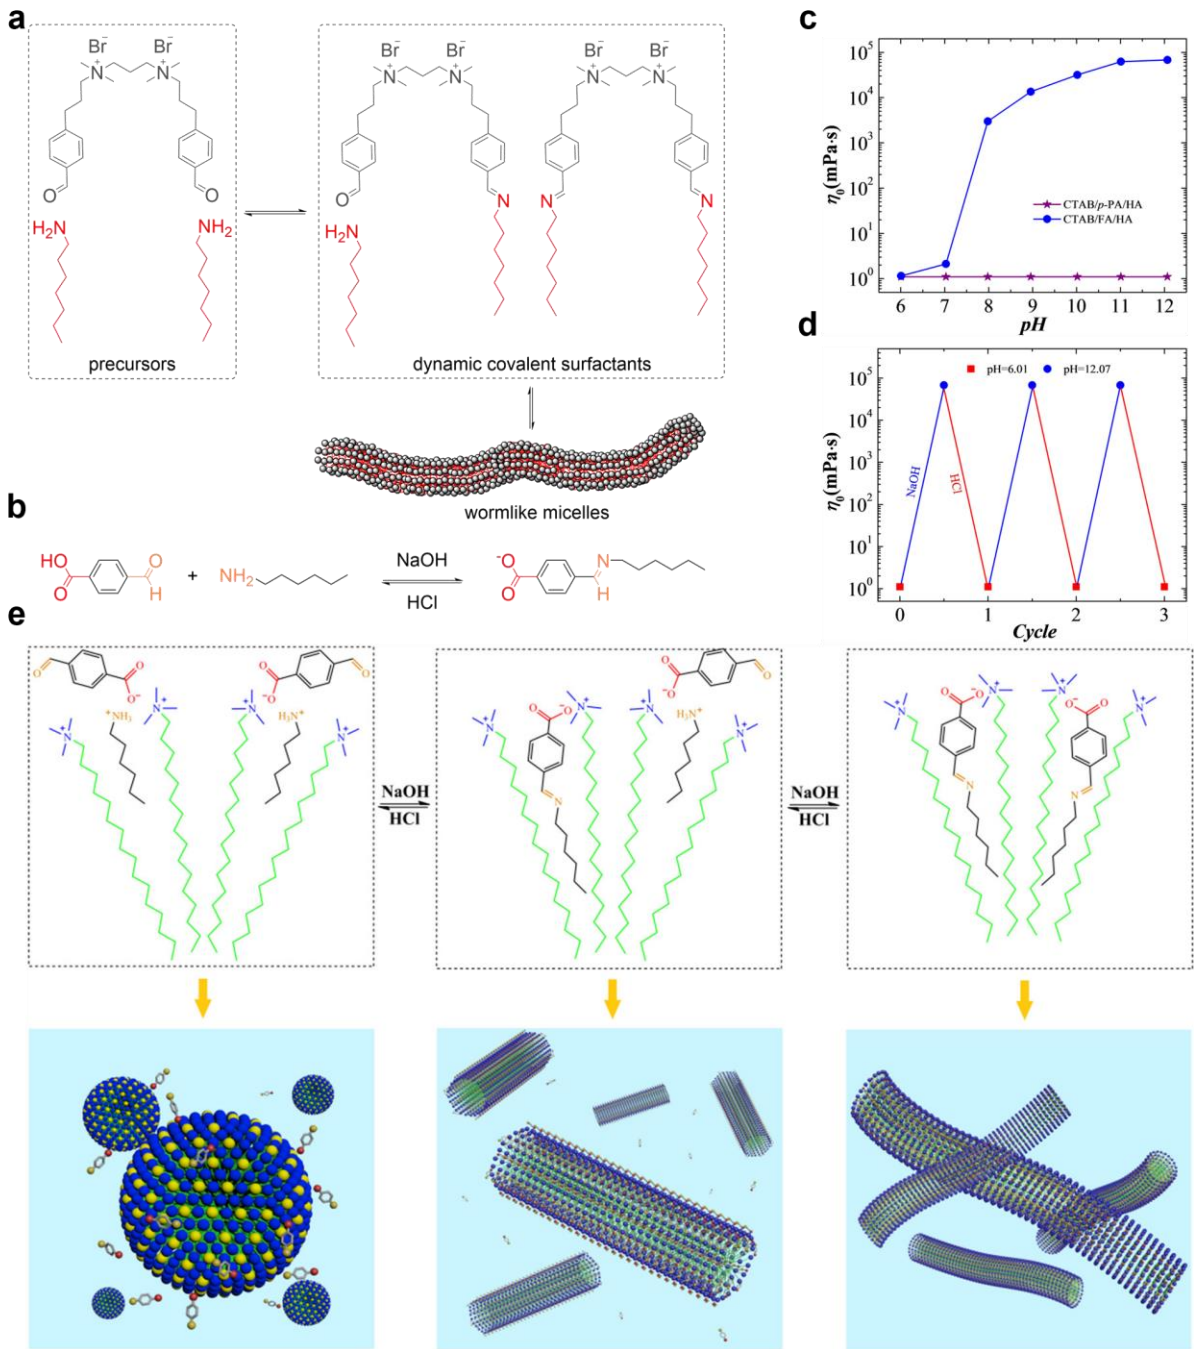 a
Br⁻ Br⁻
N⁺ N⁺
O O
H₂N NH₂
precursors
Br⁻ Br⁻ Br⁻ Br⁻
N⁺ N⁺ N⁺ N⁺
O N N N
H₂N
dynamic covalent surfactants
wormlike micelles
b
HO O O H + NH₂ NaOH HCl ⁻O O N H
c
η₀(mPa·s)
10⁵
10⁴
10³
10²
10¹
10⁰
CTAB/p-PA/HA
CTAB/FA/HA
6 7 8 9 10 11 12
pH
d
η₀(mPa·s)
pH=6.01 pH=12.07
10⁵
10⁴
10³
10²
10¹
10⁰
NaOH HCl
0 1 2 3
Cycle
e
O O O⁻ O O⁻ O
⁺NH₃ N⁺ N⁺ H₃N⁺
N⁺ N⁺
NaOH
HCl
O O⁻ O O⁻ O
N⁺ N⁺ N⁺ H₃N⁺ N⁺
N
NaOH
HCl
O O⁻ N⁺ N⁺ O⁻ O
N⁺ N⁺
N N